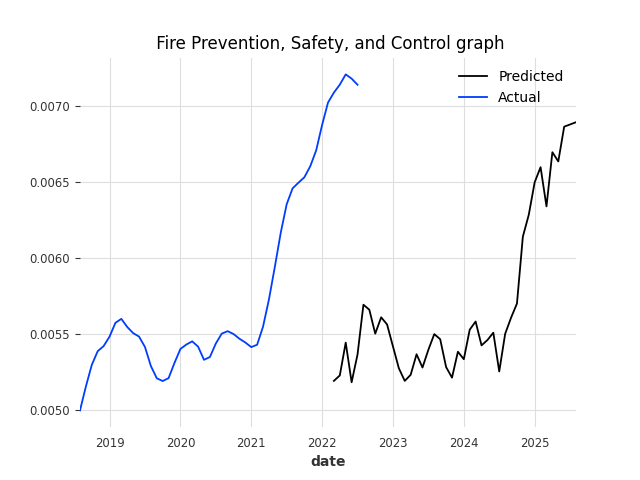 Fire Prevention, Safety, and Control graph
Predicted
Actual
0.0070
0.0065
0.0060
0.0055
0.0050
2019 2020 2021 2022 2023 2024 2025
date